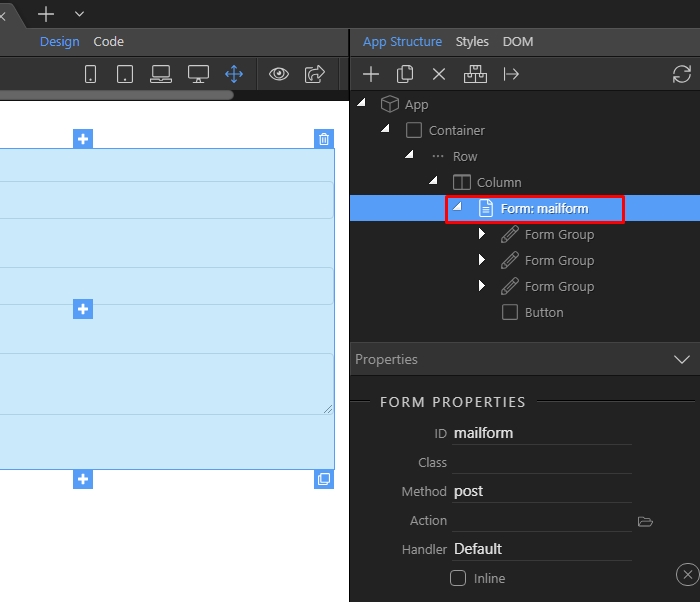 Design Code
App Structure Styles DOM
App
Container
Row
Column
Form: mailform
Form Group
Form Group
Form Group
Button
Properties
FORM PROPERTIES
ID mailform
Class
Method post
Action
Handler Default
Inline